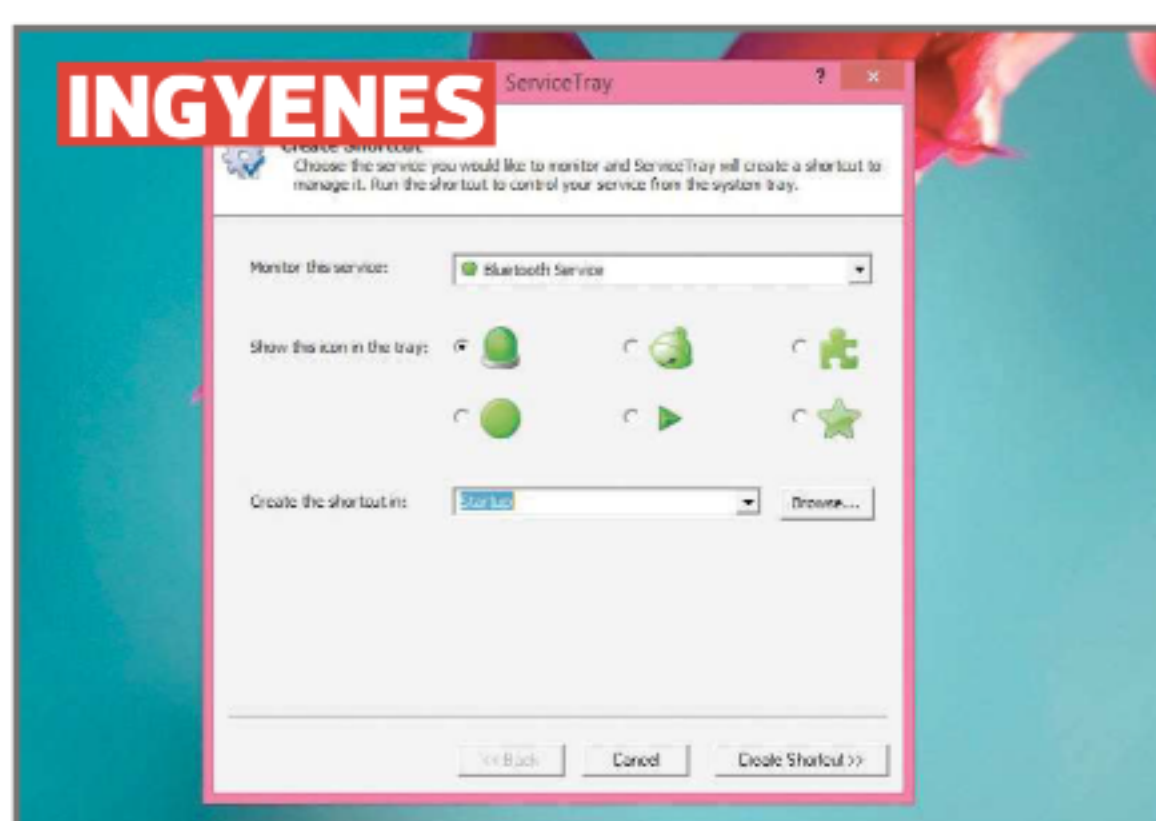 INGYENES
ServiceTray
? ×
Create Shortcut
Choose the service you would like to monitor and ServiceTray will create a shortcut to
manage it. Run the shortcut to control your service from the system tray.
Monitor this service:
Bluetooth Service
Show this icon in the tray:
Create the shortcut in:
Startup
Browse...
<< Back
Cancel
Create Shortcut >>